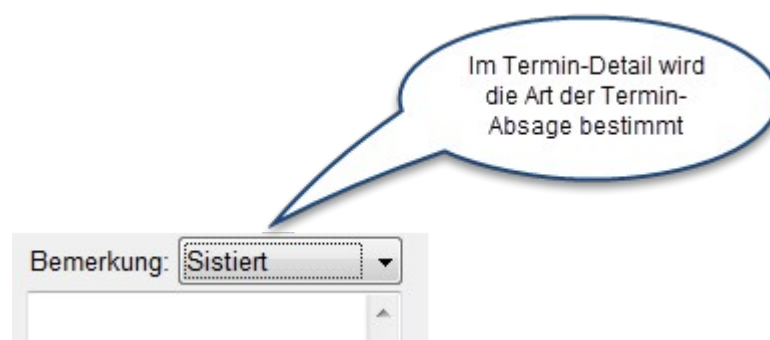 Im Termin-Detail wird
die Art der Termin-
Absage bestimmt
Bemerkung: Sistiert